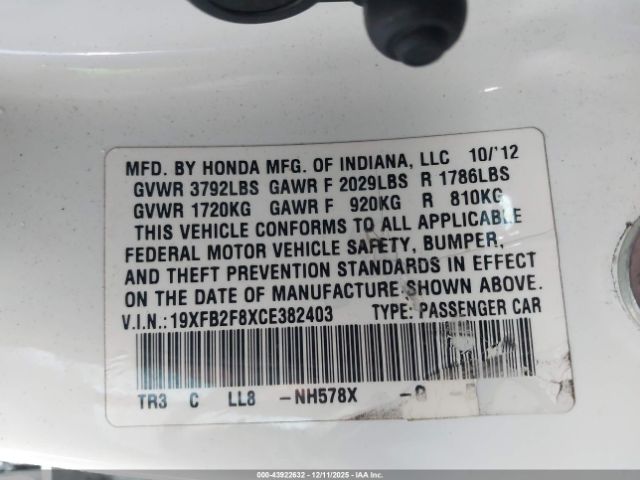 MFD. BY HONDA MFG. OF INDIANA, LLC 10/'12
GVWR 3792LBS GAWR F 2029LBS R 1786LBS
GVWR 1720KG GAWR F 920KG R 810KG
THIS VEHICLE CONFORMS TO ALL APPLICABLE
FEDERAL MOTOR VEHICLE SAFETY, BUMPER,
AND THEFT PREVENTION STANDARDS IN EFFECT
ON THE DATE OF MANUFACTURE SHOWN ABOVE.
V.I.N.: 19XFB2F8XCE382403 TYPE: PASSENGER CAR
TR3 C LL8 -NH578X
000-43922632 - 12/11/2025 - IAAI.COM